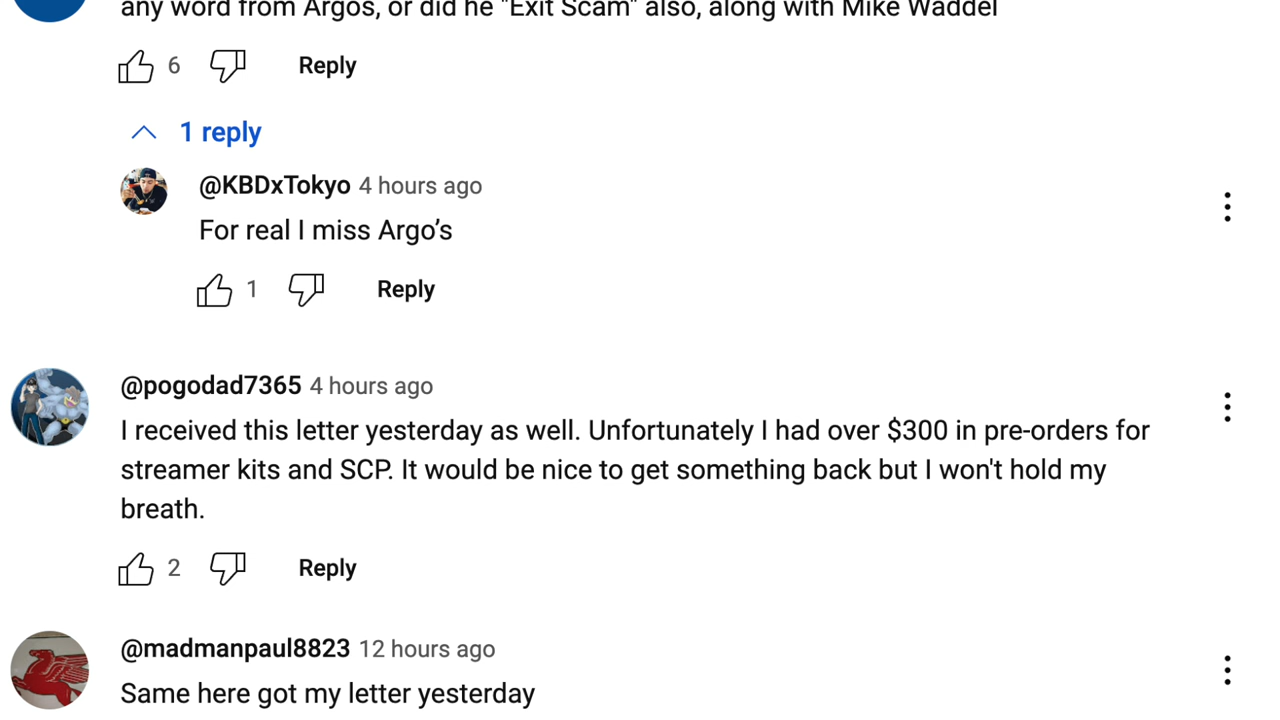 any word from Argos, or did he "Exit Scam" also, along with Mike Waddel
6 Reply
1 reply
@KBDxTokyo 4 hours ago
For real I miss Argo’s
1 Reply
@pogodad7365 4 hours ago
I received this letter yesterday as well. Unfortunately I had over $300 in pre-orders for
streamer kits and SCP. It would be nice to get something back but I won't hold my
breath.
2 Reply
@madmanpaul8823 12 hours ago
Same here got my letter yesterday